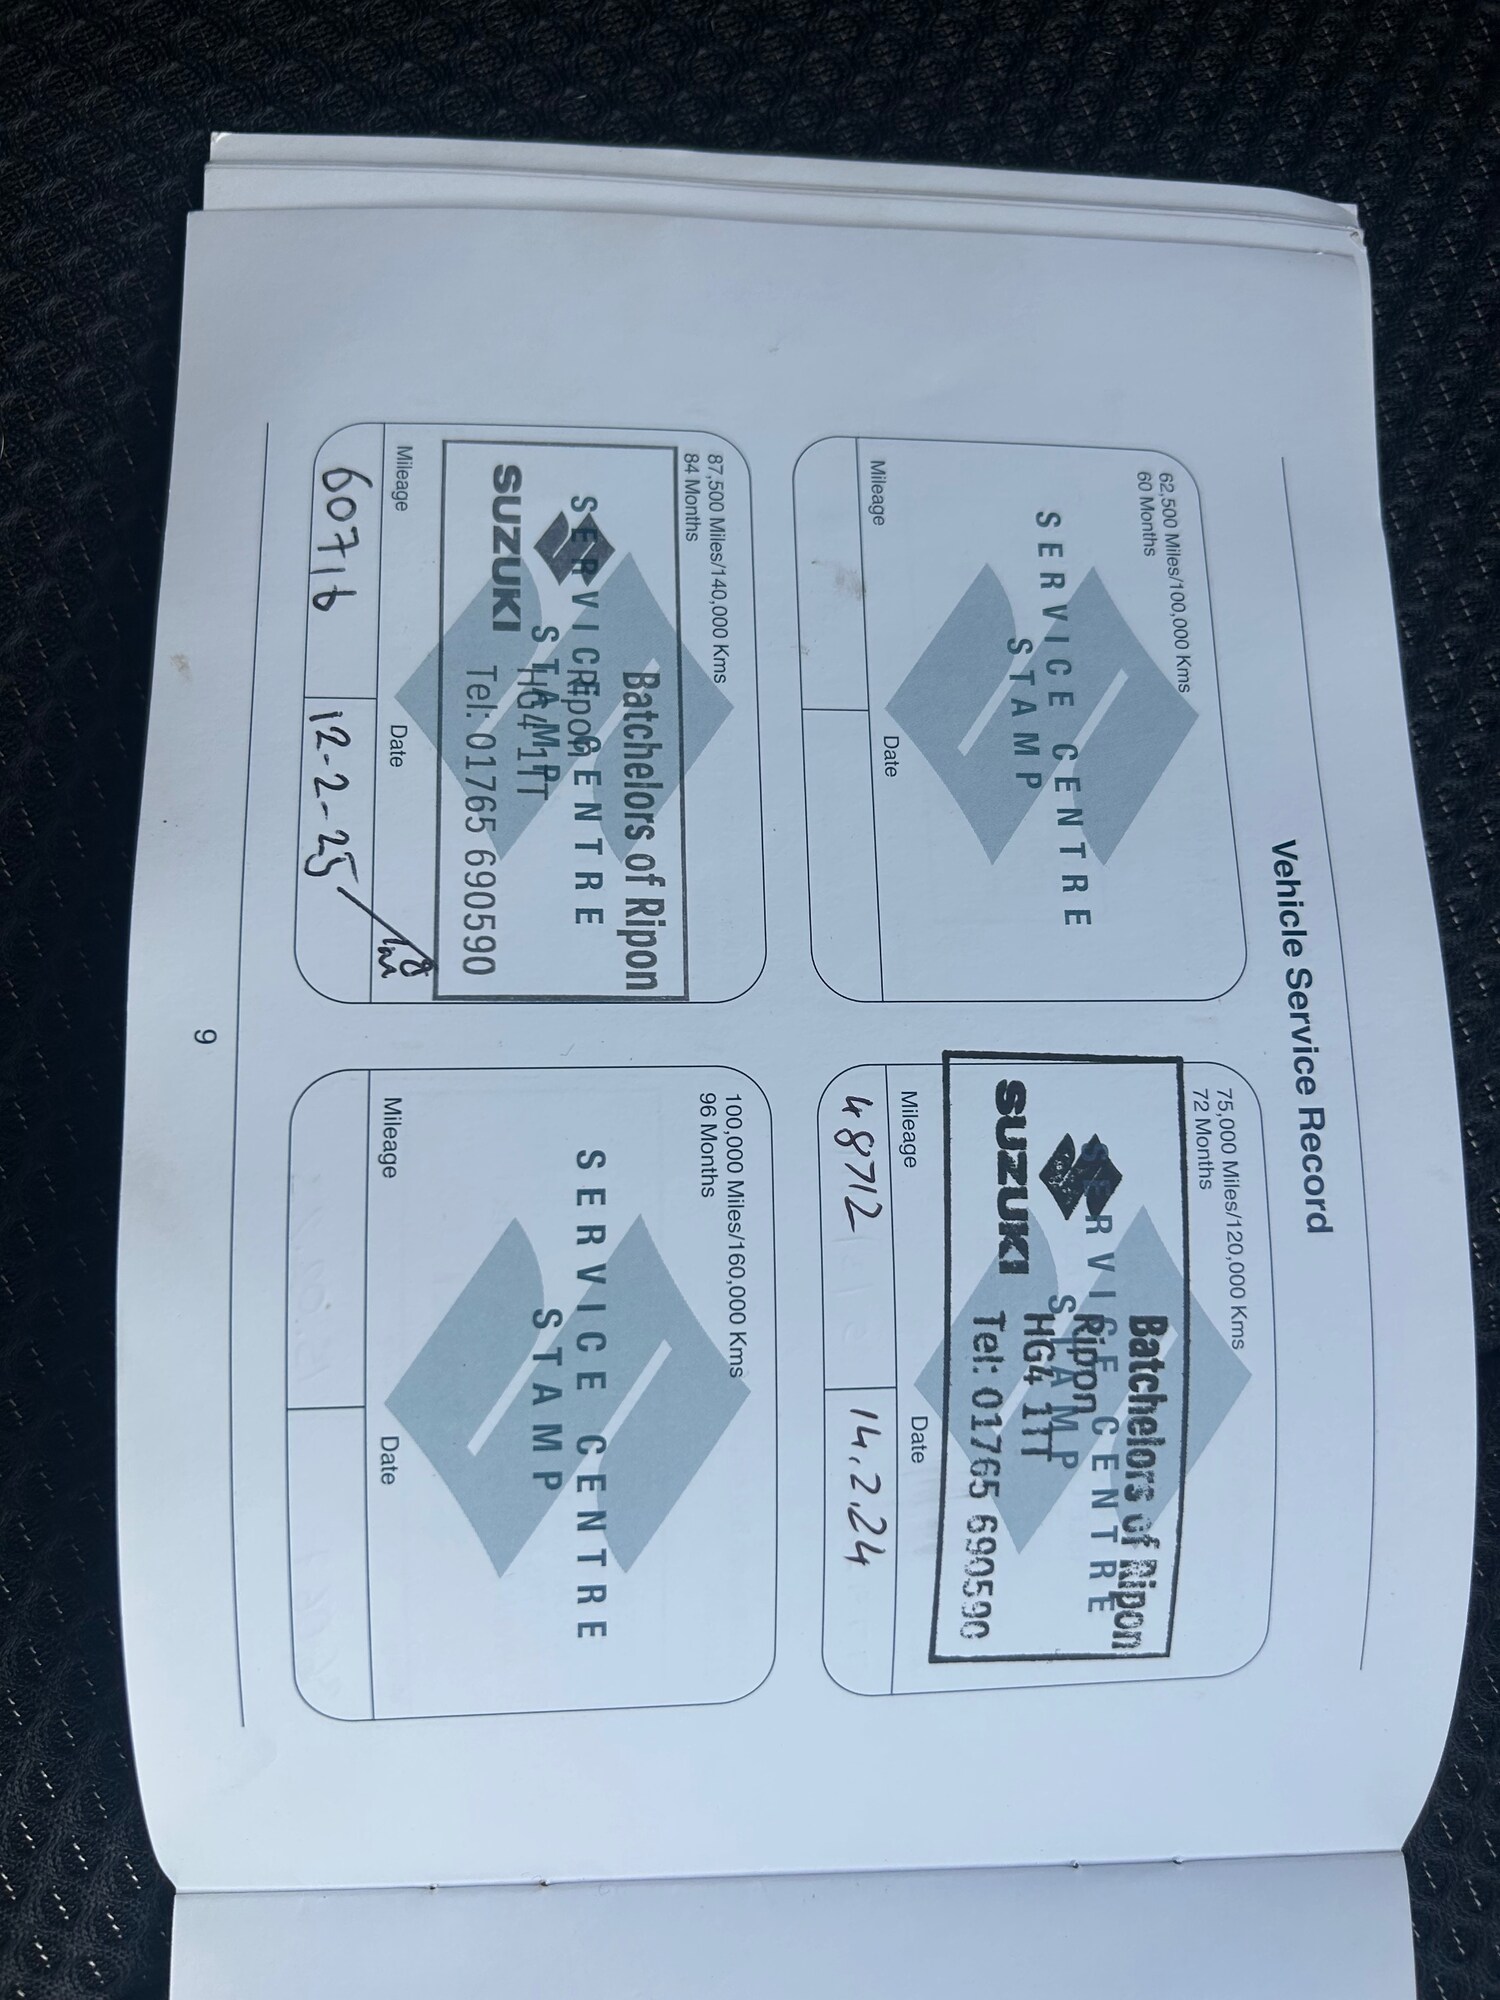 Vehicle Service Record
62,500 Miles/100,000 Kms
60 Months
SERVICE CENTRE
STAMP
Mileage
Date
75,000 Miles/120,000 Kms
72 Months
SERVICE CENTRE
STAMP
Batchelors of Ripon
Ripon
HG4 1TT
SUZUKI
Tel: 01765 690590
Mileage
Date
48712
14.2.24
87,500 Miles/140,000 Kms
84 Months
SERVICE CENTRE
STAMP
Batchelors of Ripon
Ripon
HG4 1TT
SUZUKI
Tel: 01765 690590
Mileage
Date
60716
12-2-25
100,000 Miles/160,000 Kms
96 Months
SERVICE CENTRE
STAMP
Mileage
Date
9